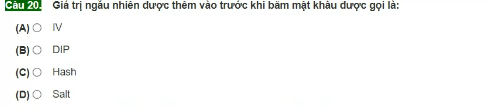 Câu 20. Giá trị ngẫu nhiên được thêm vào trước khi băm mật khẩu được gọi là:
(A) IV
(B) DIP
(C) Hash
(D) Salt